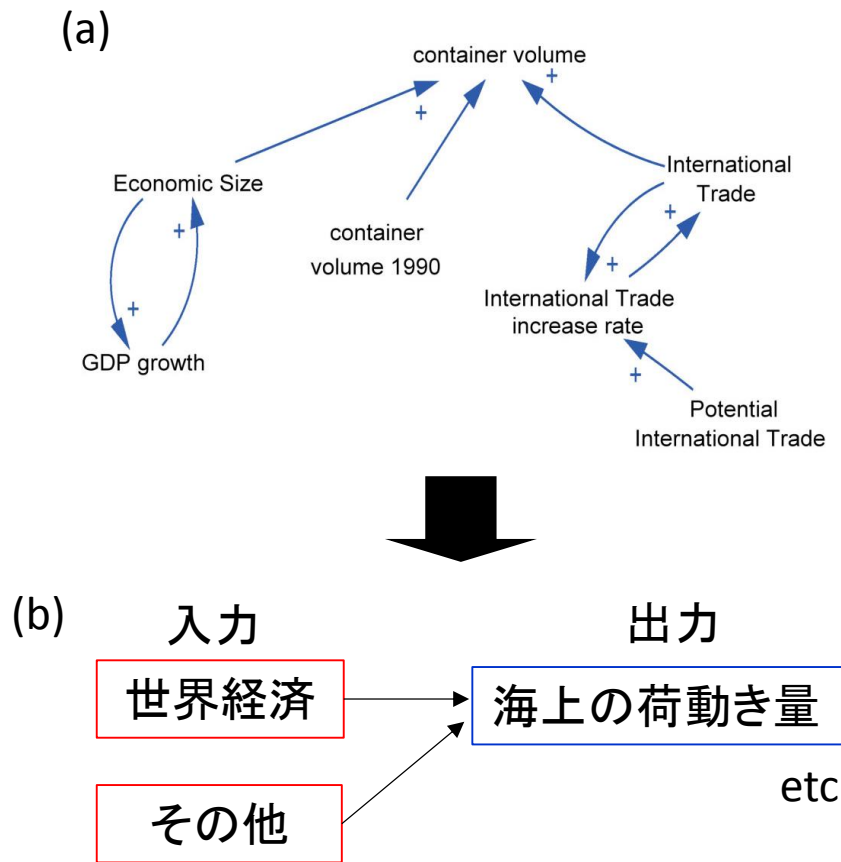 (a)
container volume
+
+
Economic Size
International
Trade
+
+
container
volume 1990
+
+
International Trade
increase rate
GDP growth
+
Potential
International Trade
(b)
入力
出力
世界経済
海上の荷動き量
etc
その他